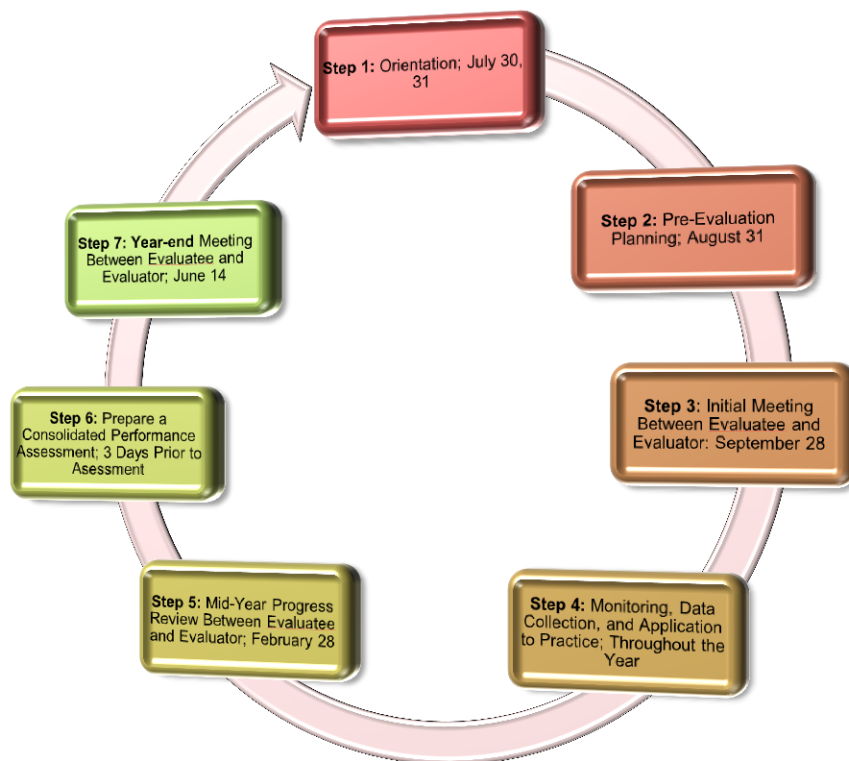 Step 1: Orientation; July 30,
31
Step 2: Pre-Evaluation
Planning; August 31
Step 3: Initial Meeting
Between Evaluatee and
Evaluator: September 28
Step 4: Monitoring, Data
Collection, and Application
to Practice; Throughout the
Year
Step 5: Mid-Year Progress
Review Between Evaluatee
and Evaluator; February 28
Step 6: Prepare a
Consolidated Performance
Assessment; 3 Days Prior to
Asessment
Step 7: Year-end Meeting
Between Evaluatee and
Evaluator; June 14